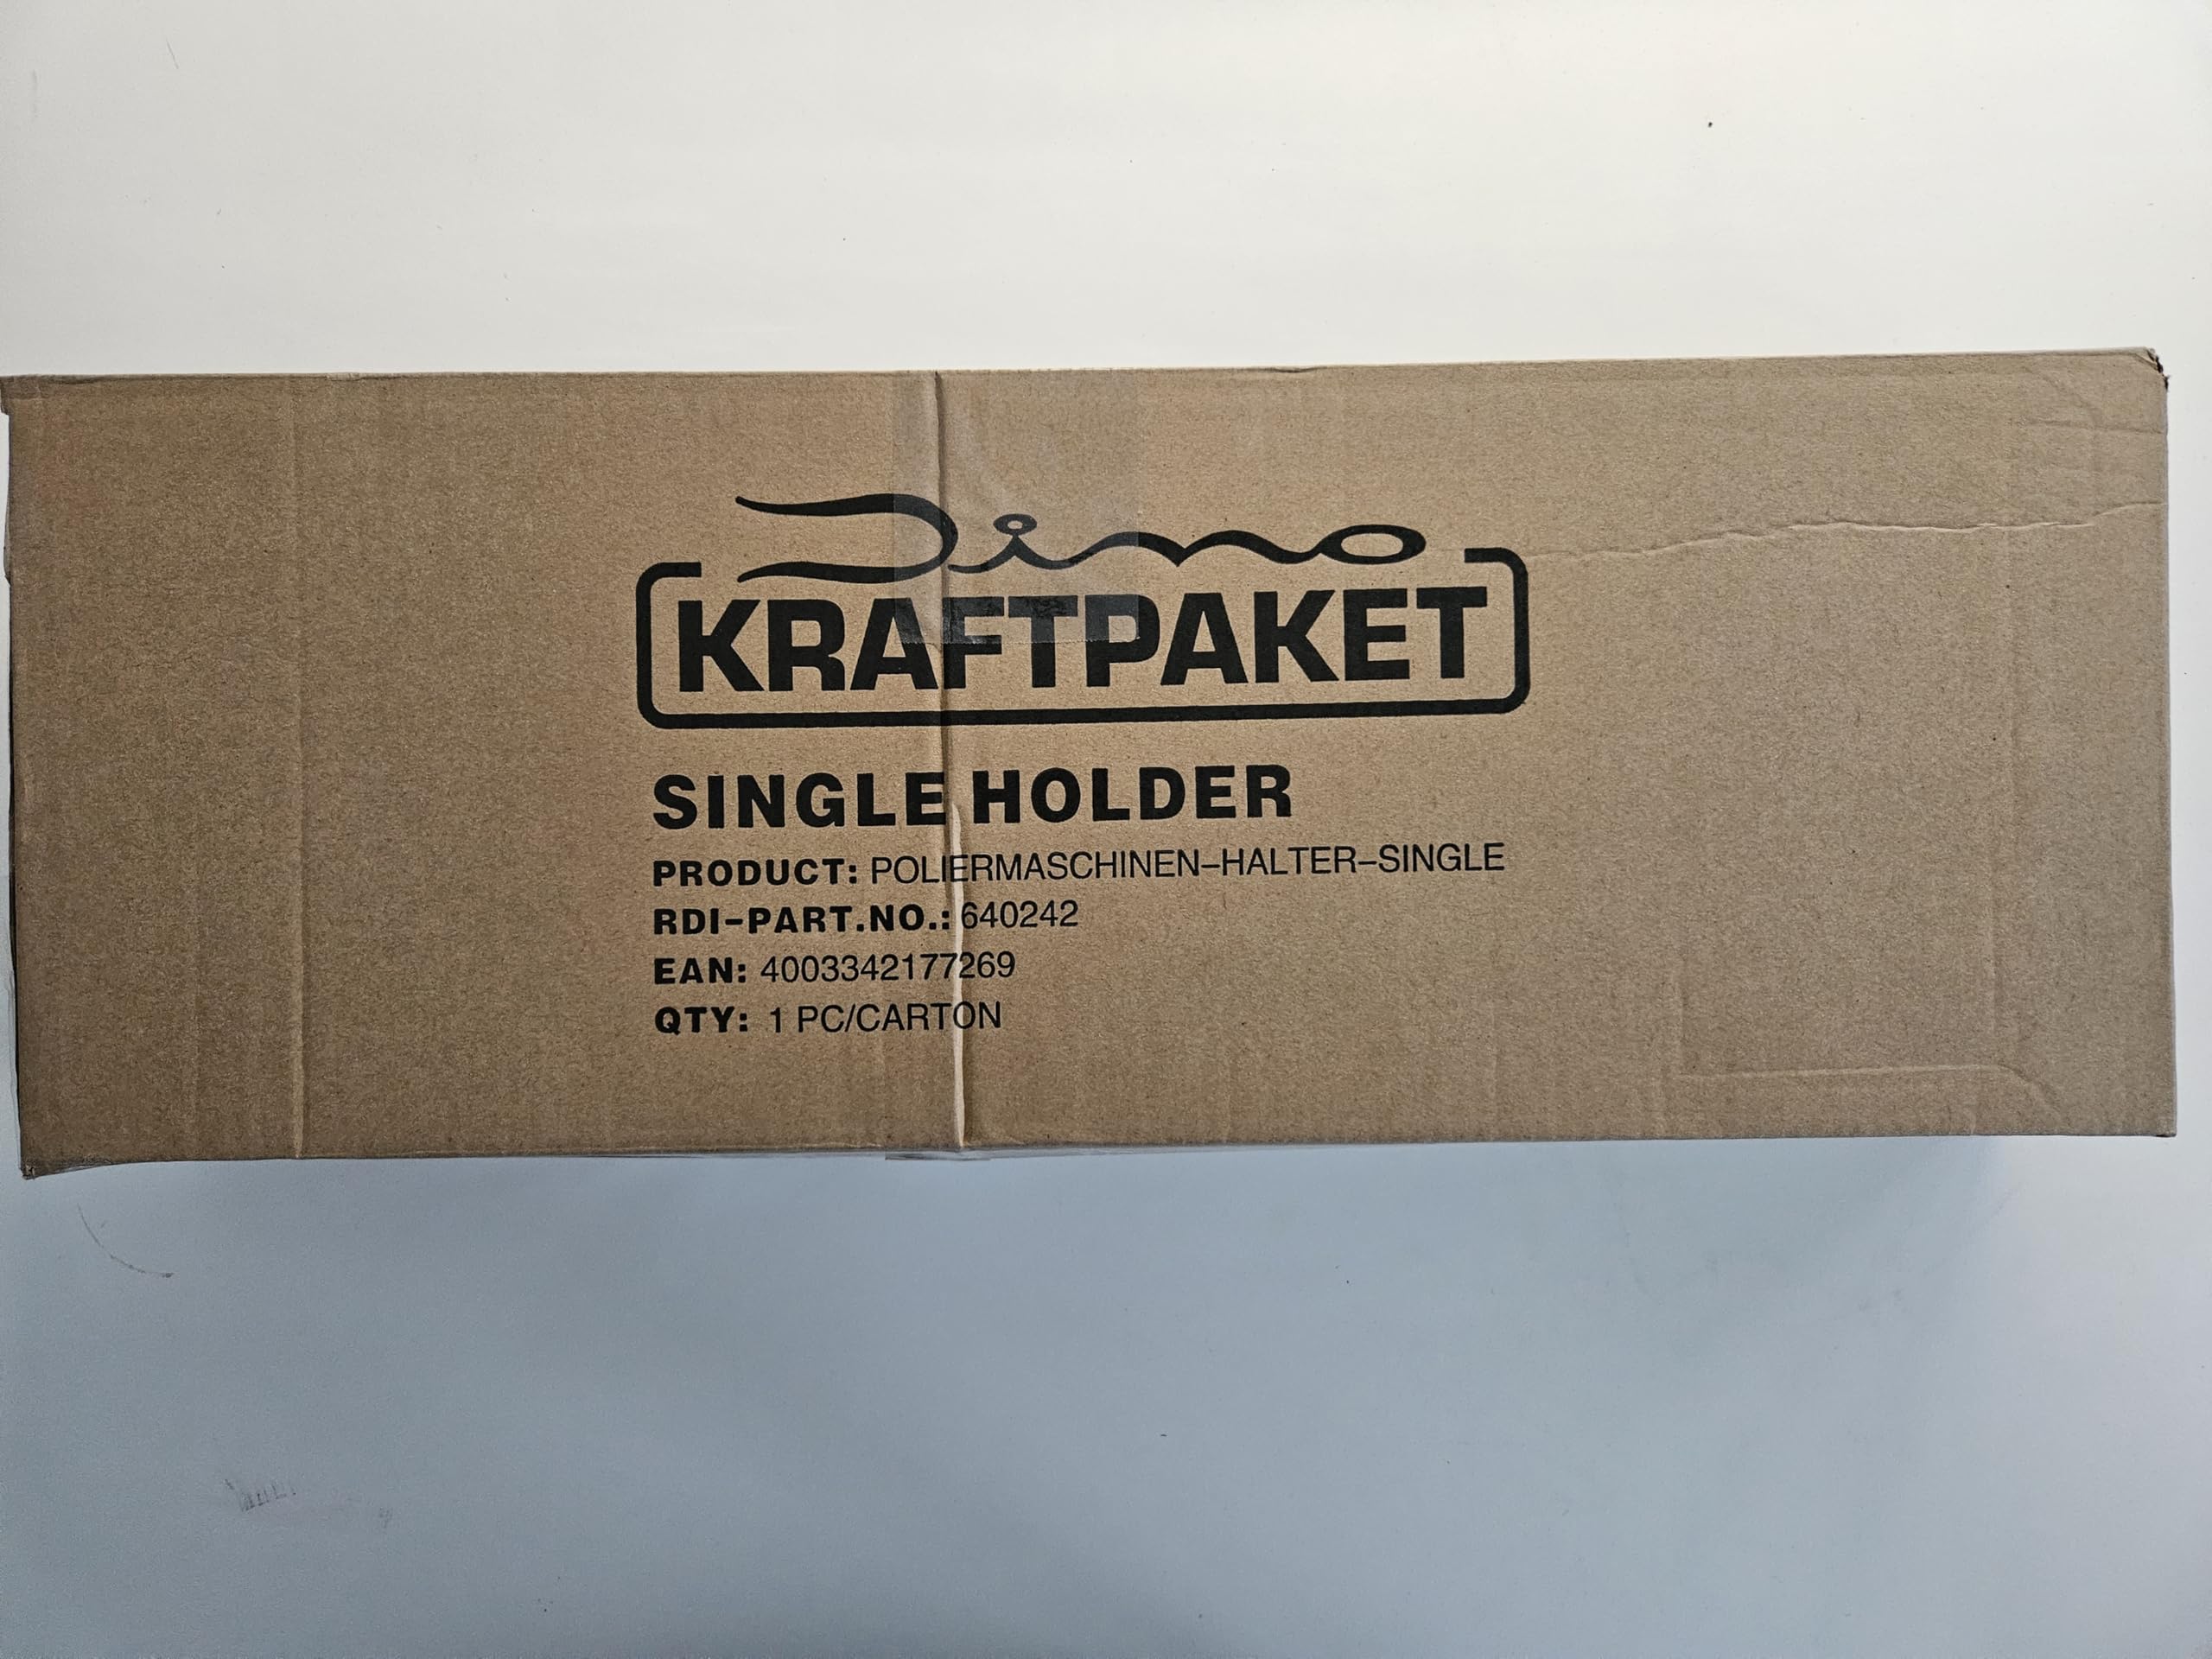 Dino
KRAFTPAKET
SINGLE HOLDER
PRODUCT: POLIERMASCHINEN-HALTER-SINGLE
RDI-PART.NO.: 640242
EAN: 4003342177269
QTY: 1 PC/CARTON